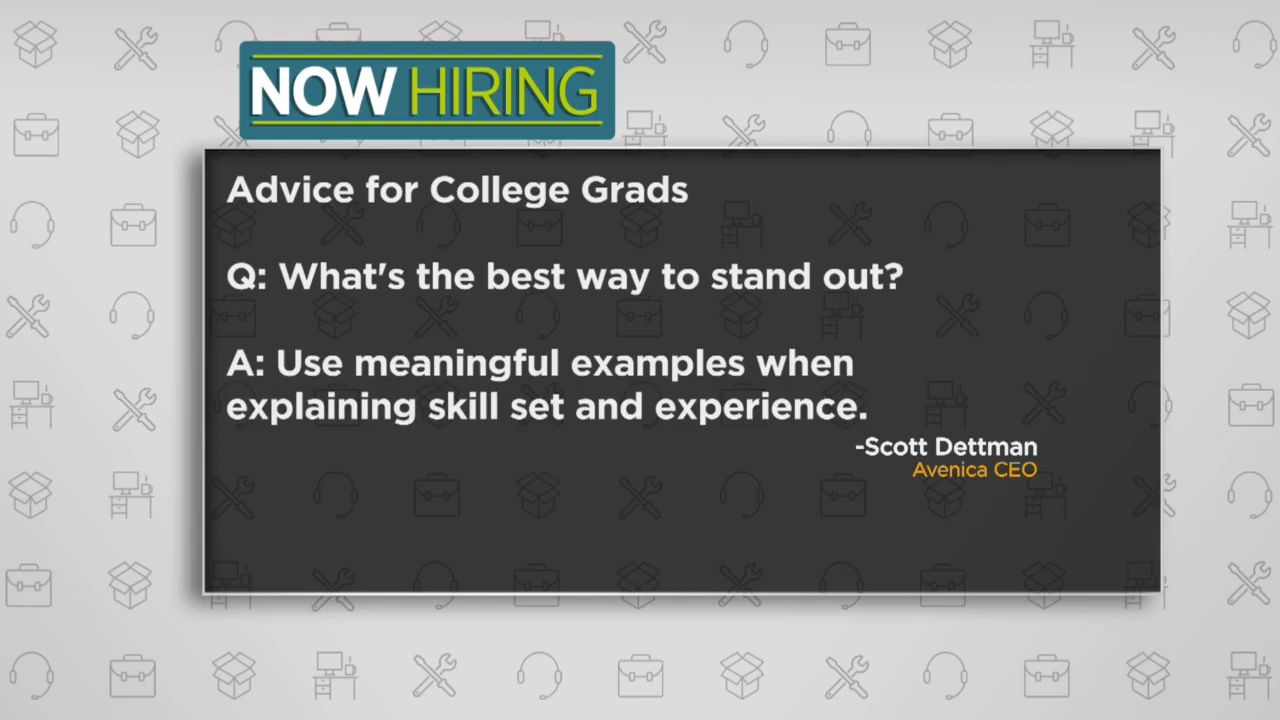 NOW HIRING
Advice for College Grads
Q: What's the best way to stand out?
A: Use meaningful examples when
explaining skill set and experience.
-Scott Dettman
Avenica CEO